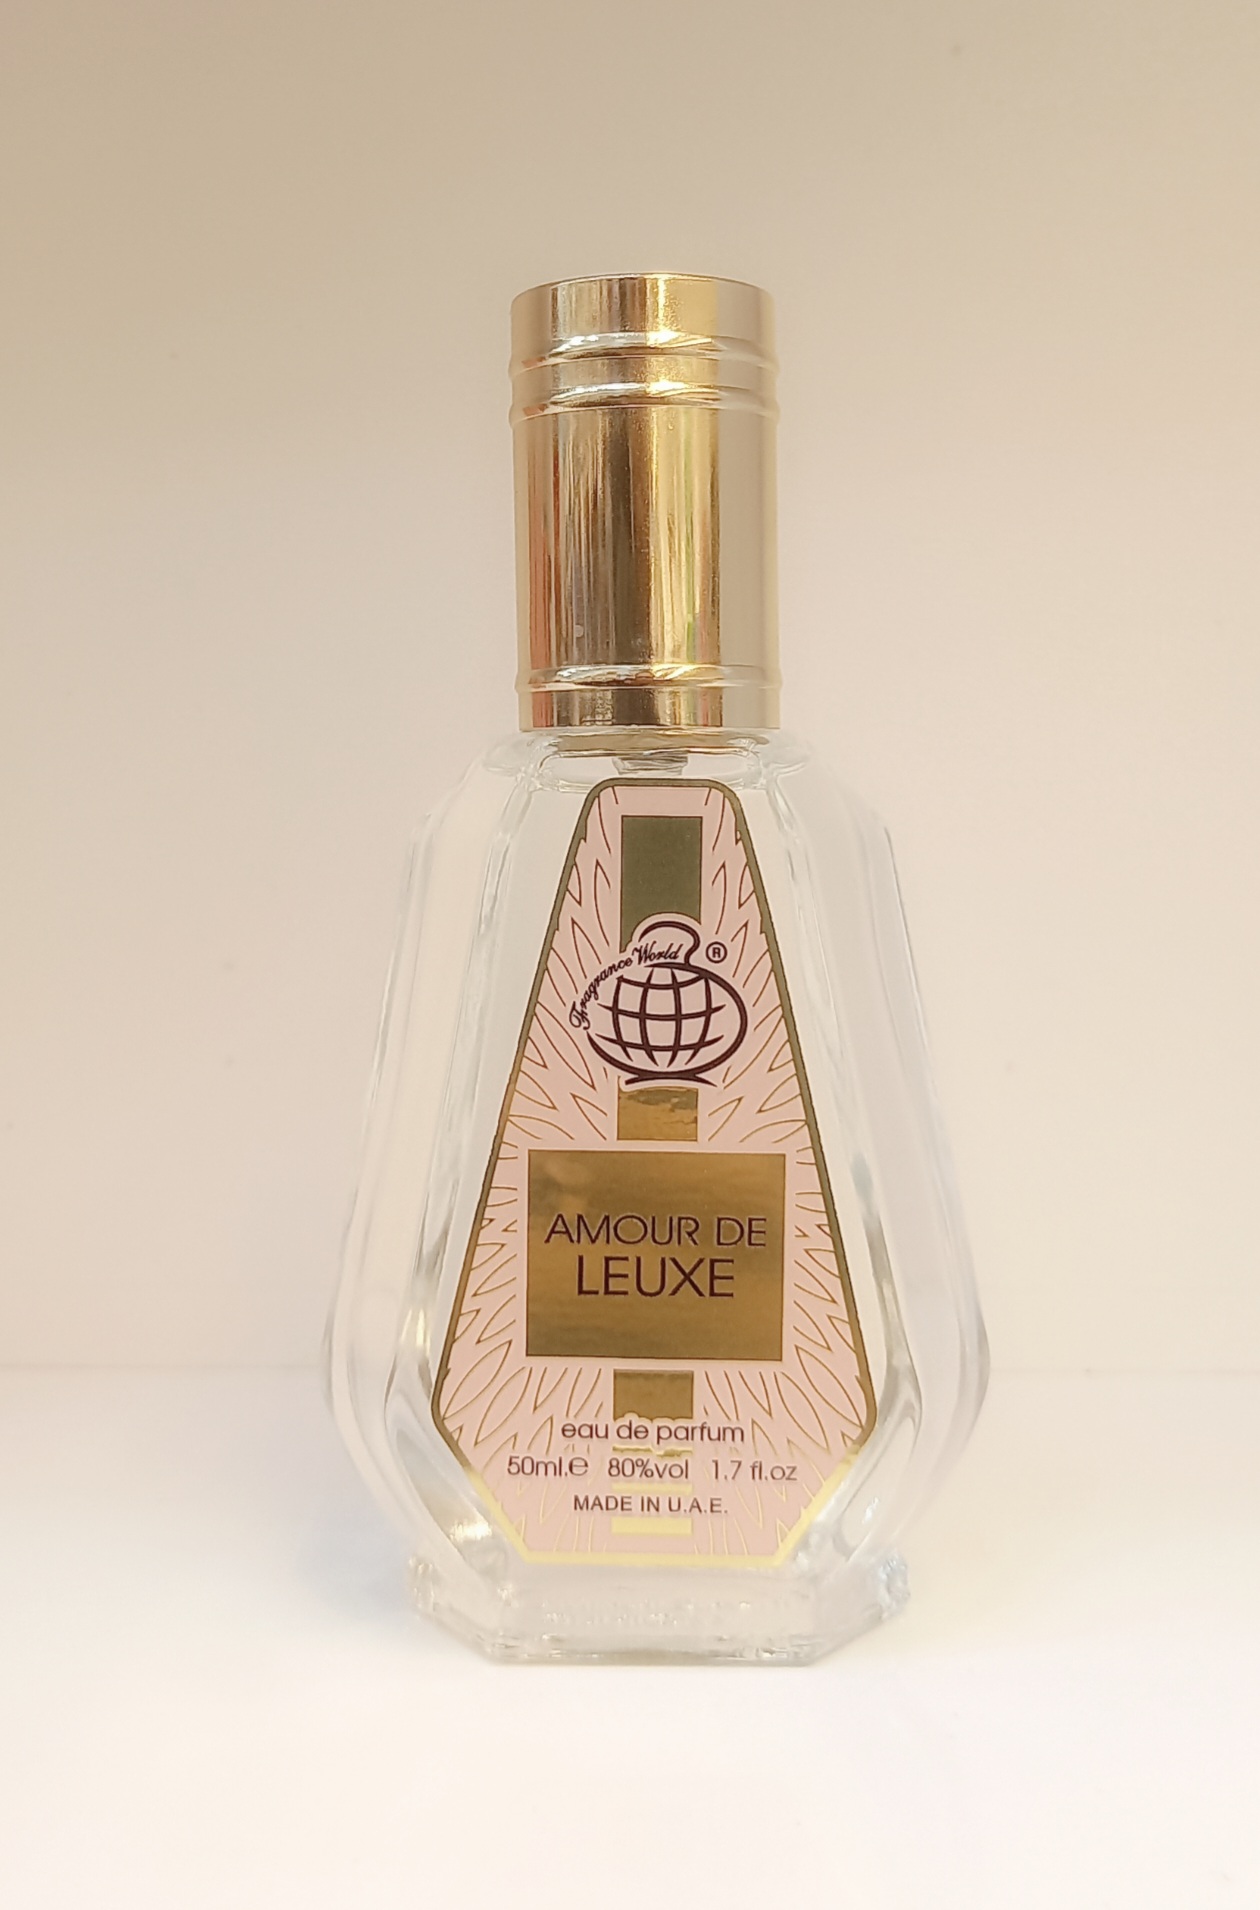 Fragrance World ®
AMOUR DE
LEUXE
eau de parfum
50ml.e 80%vol 1.7 fl.oz
MADE IN U.A.E.